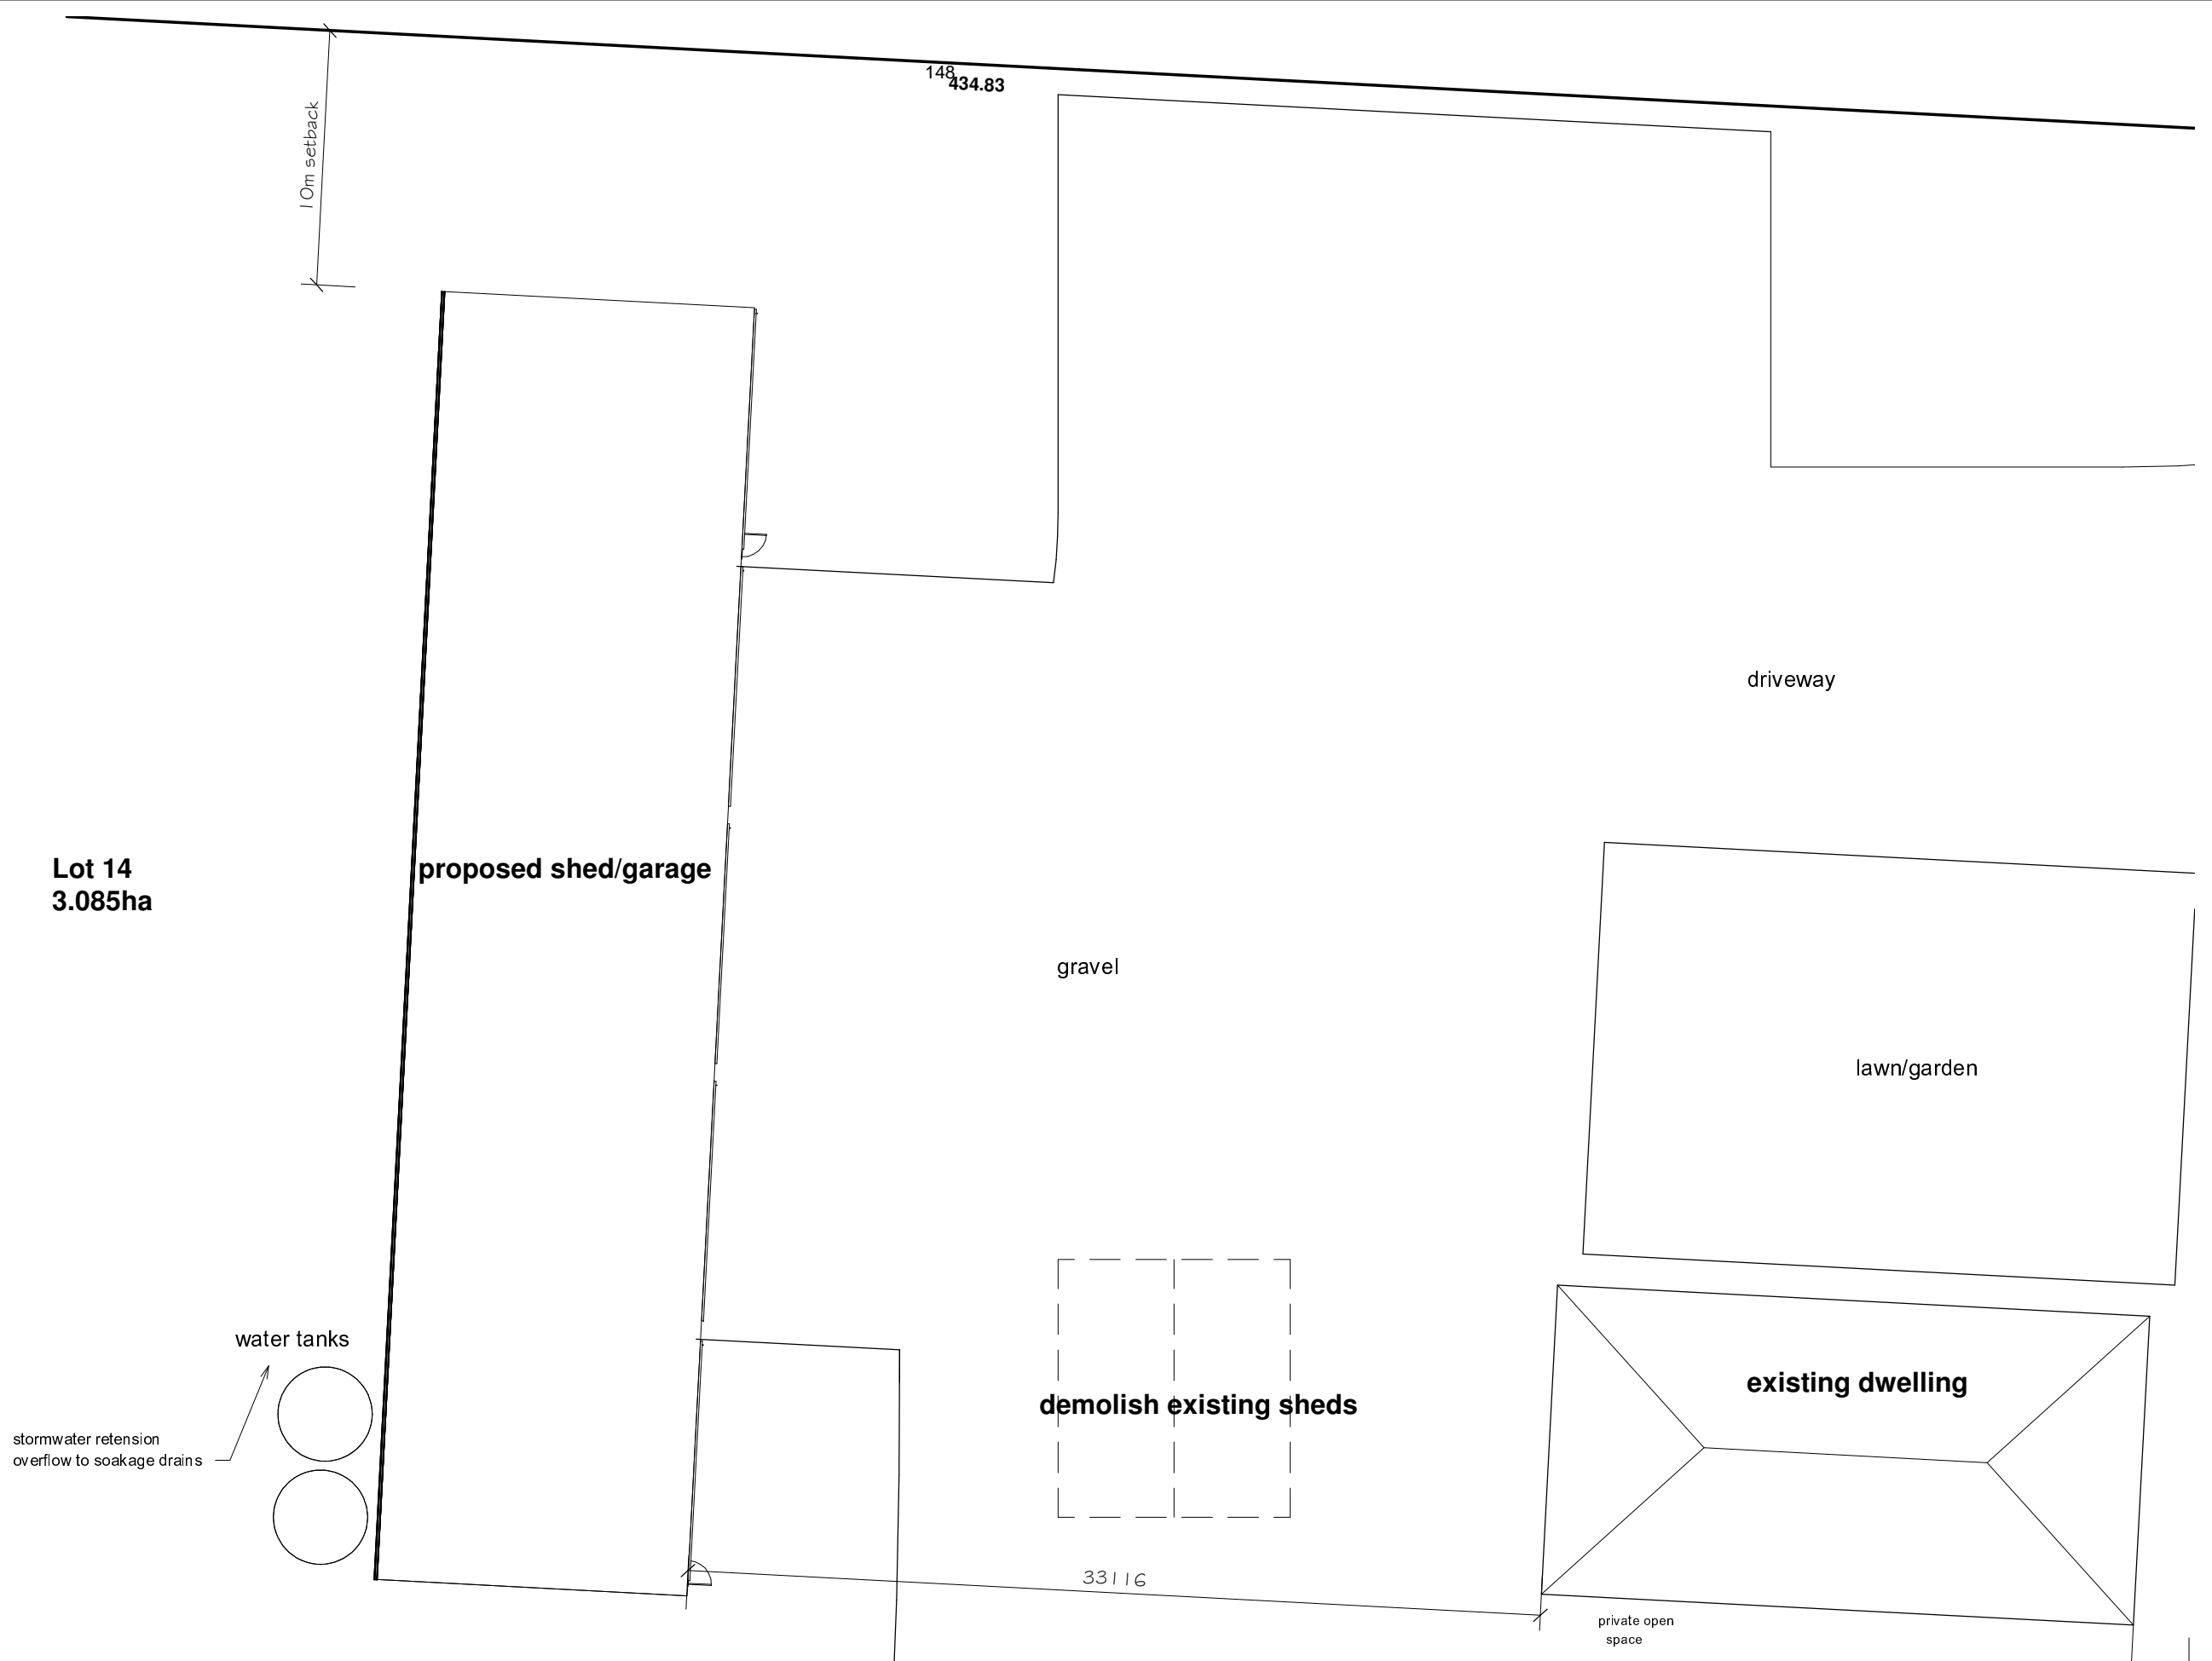 148
434.83
10m setback
driveway
Lot 14
3.085ha
proposed shed/garage
gravel
lawn/garden
water tanks
stormwater retension
overflow to soakage drains
demolish existing sheds
existing dwelling
33116
private open
space